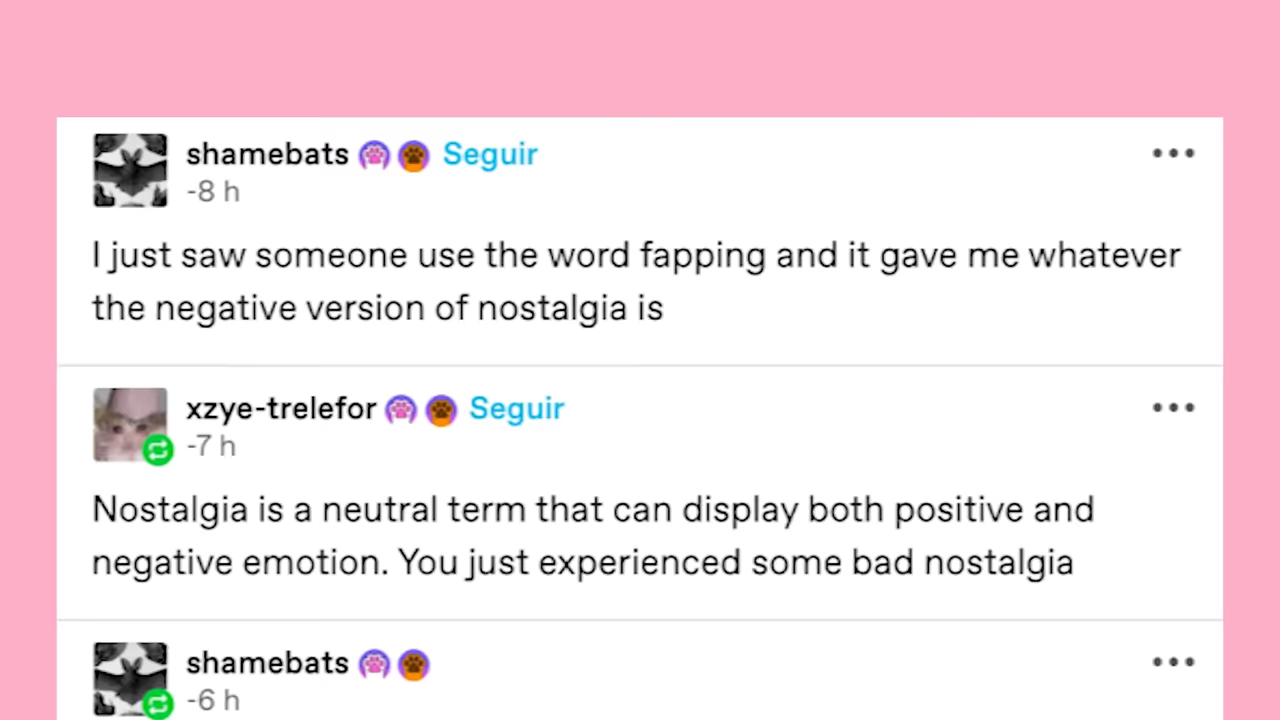 shamebats Seguir
-8 h
I just saw someone use the word fapping and it gave me whatever
the negative version of nostalgia is
xzye-trelefor Seguir
-7 h
Nostalgia is a neutral term that can display both positive and
negative emotion. You just experienced some bad nostalgia
shamebats
-6 h